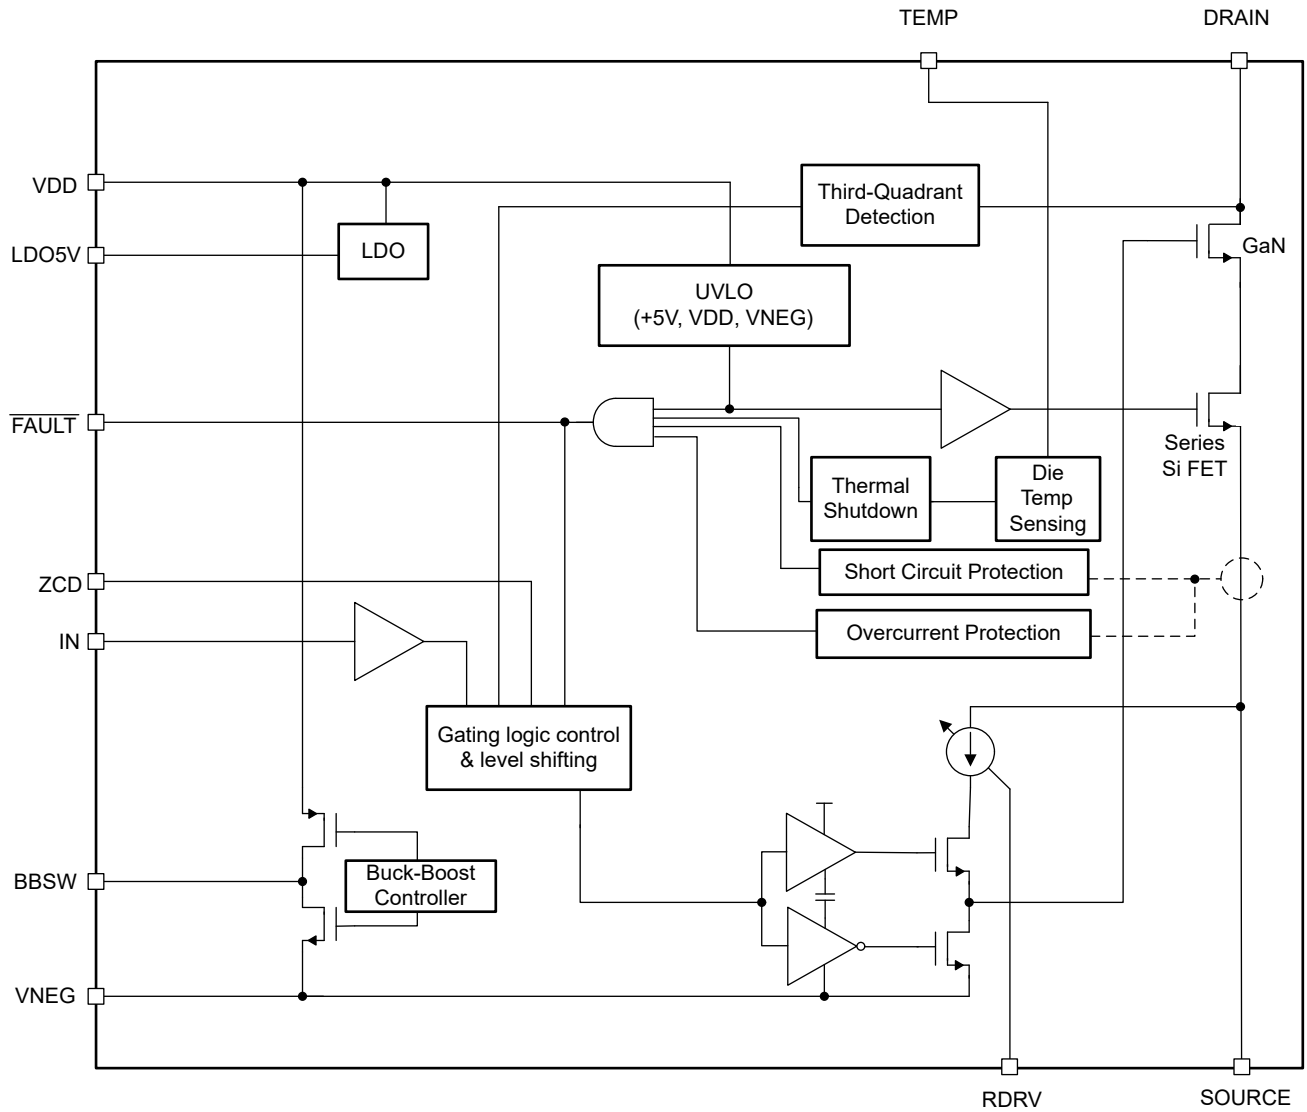 TEMP
DRAIN
VDD
LDO5V
LDO
Third-Quadrant
Detection
GaN
UVLO
(+5V, VDD, VNEG)
FAULT
Series
Si FET
Thermal
Shutdown
Die
Temp
Sensing
Short Circuit Protection
ZCD
IN
Overcurrent Protection
Gating logic control
& level shifting
BBSW
Buck-Boost
Controller
VNEG
RDRV
SOURCE